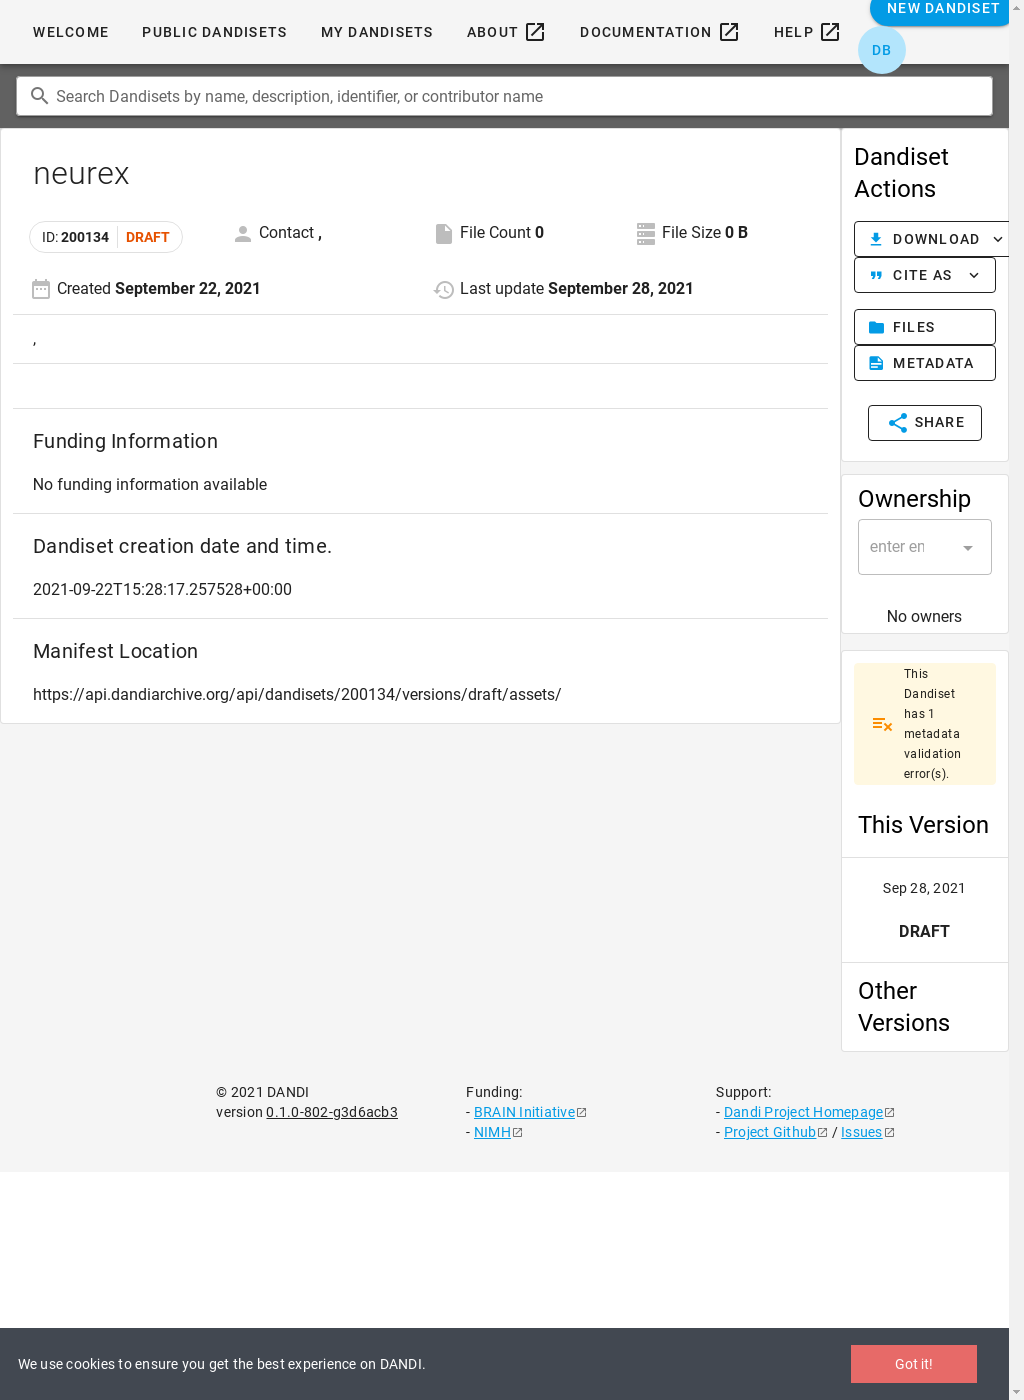 WELCOME PUBLIC DANDISETS MY DANDISETS ABOUT DOCUMENTATION HELP NEW DANDISET
DB
Search Dandisets by name, description, identifier, or contributor name
neurex
ID: 200134 DRAFT Contact , File Count 0 File Size 0 B
Created September 22, 2021 Last update September 28, 2021
,
Funding Information
No funding information available
Dandiset creation date and time.
2021-09-22T15:28:17.257528+00:00
Manifest Location
https://api.dandiarchive.org/api/dandisets/200134/versions/draft/assets/
Dandiset
Actions
DOWNLOAD
CITE AS
FILES
METADATA
SHARE
Ownership
enter en
No owners
This
Dandiset
has 1
metadata
validation
error(s).
This Version
Sep 28, 2021
DRAFT
Other
Versions
© 2021 DANDI
version 0.1.0-802-g3d6acb3
Funding:
- BRAIN Initiative
- NIMH
Support:
- Dandi Project Homepage
- Project Github / Issues
We use cookies to ensure you get the best experience on DANDI.
Got it!